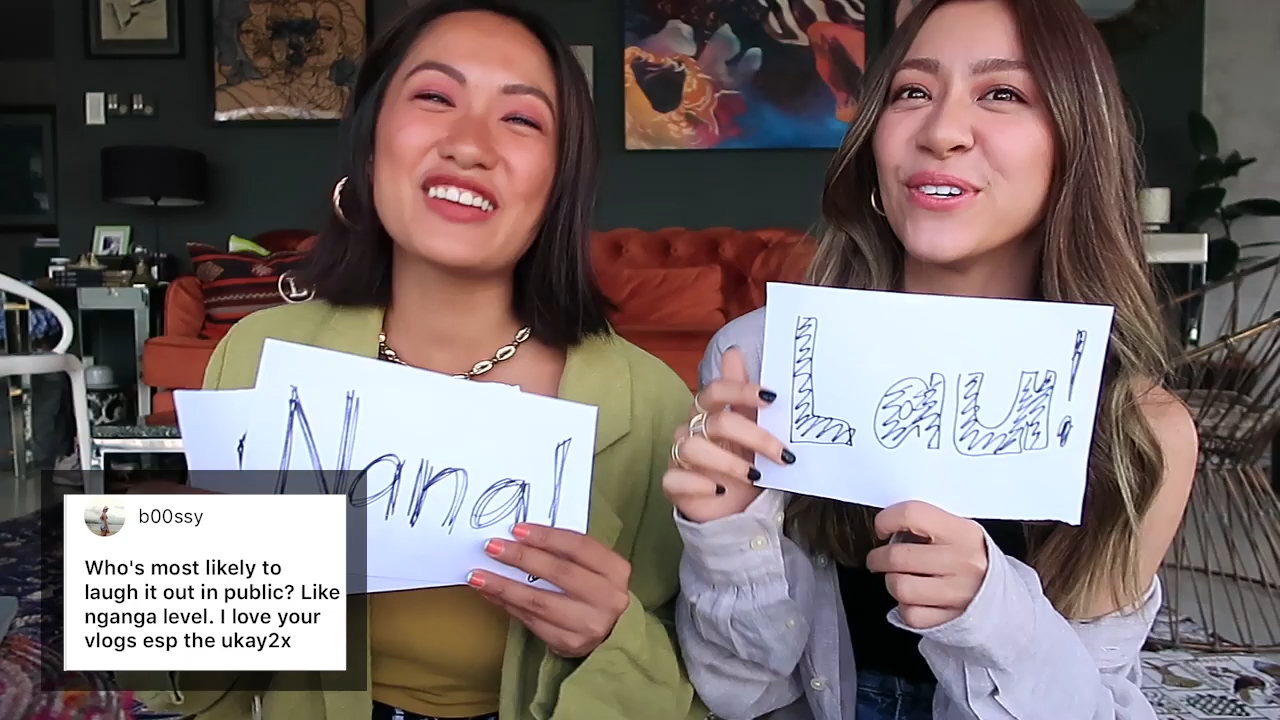 Nana!
Lau!
b00ssy
Who's most likely to
laugh it out in public? Like
nganga level. I love your
vlogs esp the ukay2x